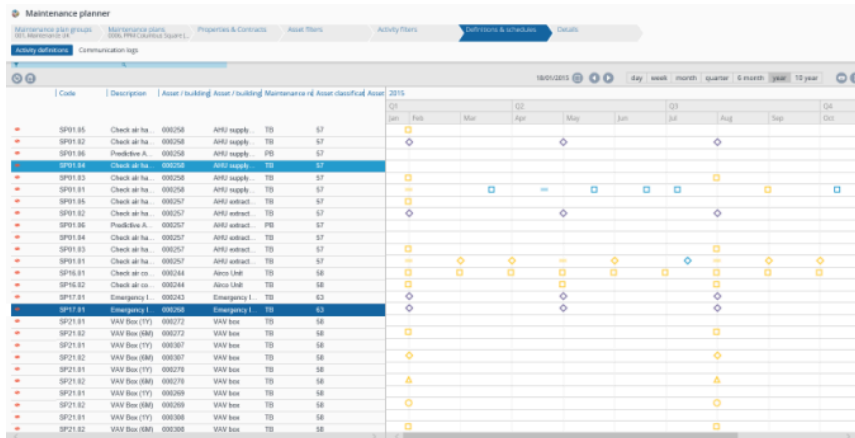 Maintenance planner
Maintenance plan groups Maintenance plans Properties & Contracts Asset filters Activity filters Definitions & schedules Details
Activity definitions Communication logs
18/01/2015 day week month quarter 6 month year 10 year
Code Description Asset / building Asset / building Maintenance re Asset classificat Asset 2015
Q1 Q2 Q3 Q4
Jan Feb Mar Apr May Jun Jul Aug Sep Oct
SP01.05 Check air ha... 000258 AHU supply... TB 57
SP01.02 Check air ha... 000258 AHU supply... TB 57
SP01.06 Predictive A... 000258 AHU supply... PB 57
SP01.04 Check air ha... 000258 AHU supply... TB 57
SP01.03 Check air ha... 000258 AHU supply... TB 57
SP01.01 Check air ha... 000258 AHU supply... TB 57
SP01.05 Check air ha... 000257 AHU extract... TB 57
SP01.02 Check air ha... 000257 AHU extract... TB 57
SP01.06 Predictive A... 000257 AHU extract... PB 57
SP01.04 Check air ha... 000257 AHU extract... TB 57
SP01.03 Check air ha... 000257 AHU extract... TB 57
SP01.01 Check air ha... 000257 AHU extract... TB 57
SP16.01 Check air co... 000244 Airco Unit TB 58
SP16.02 Check air co... 000244 Airco Unit TB 58
SP17.01 Emergency l... 000243 Emergency l... TB 63
SP17.01 Emergency l... 000268 Emergency l... TB 63
SP21.01 VAV Box (1Y) 000272 VAV box TB 58
SP21.02 VAV Box (6M) 000272 VAV box TB 58
SP21.01 VAV Box (1Y) 000307 VAV box TB 58
SP21.02 VAV Box (6M) 000307 VAV box TB 58
SP21.01 VAV Box (1Y) 000270 VAV box TB 58
SP21.02 VAV Box (6M) 000270 VAV box TB 58
SP21.01 VAV Box (1Y) 000269 VAV box TB 58
SP21.02 VAV Box (6M) 000269 VAV box TB 58
SP21.01 VAV Box (1Y) 000308 VAV box TB 58
SP21.02 VAV Box (6M) 000308 VAV box TB 58